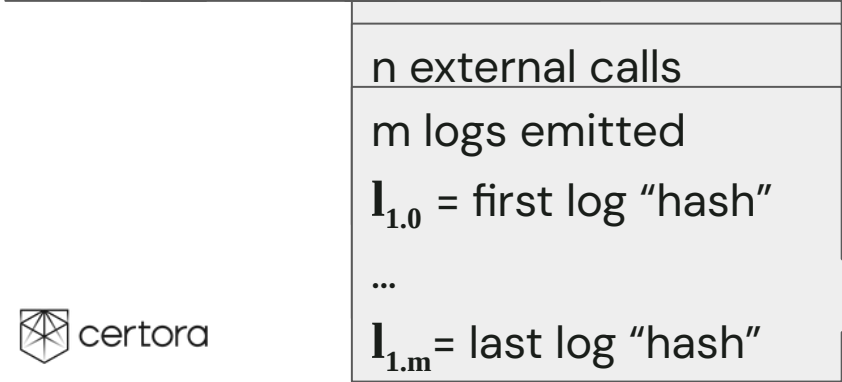 n external calls
m logs emitted
l1.0 = first log “hash”
...
l1.m= last log “hash”
certora